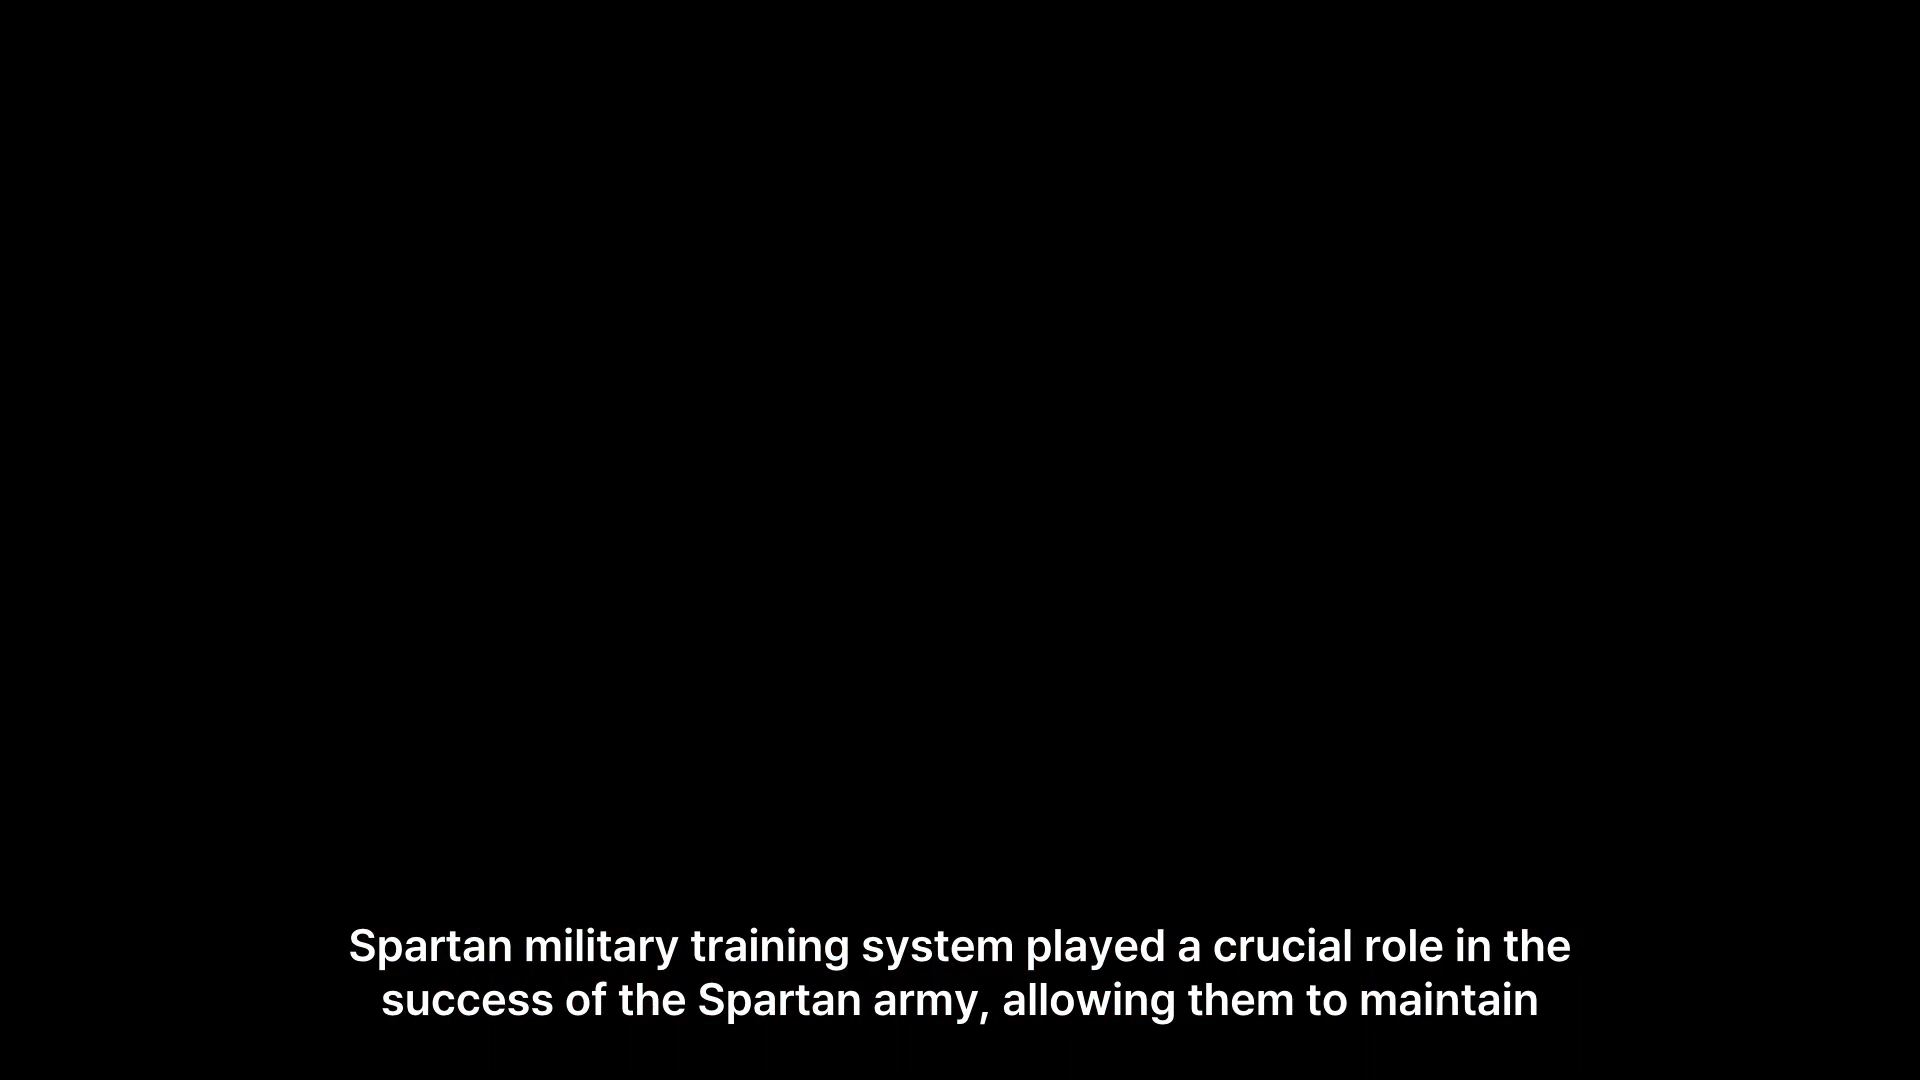 Spartan military training system played a crucial role in the
success of the Spartan army, allowing them to maintain